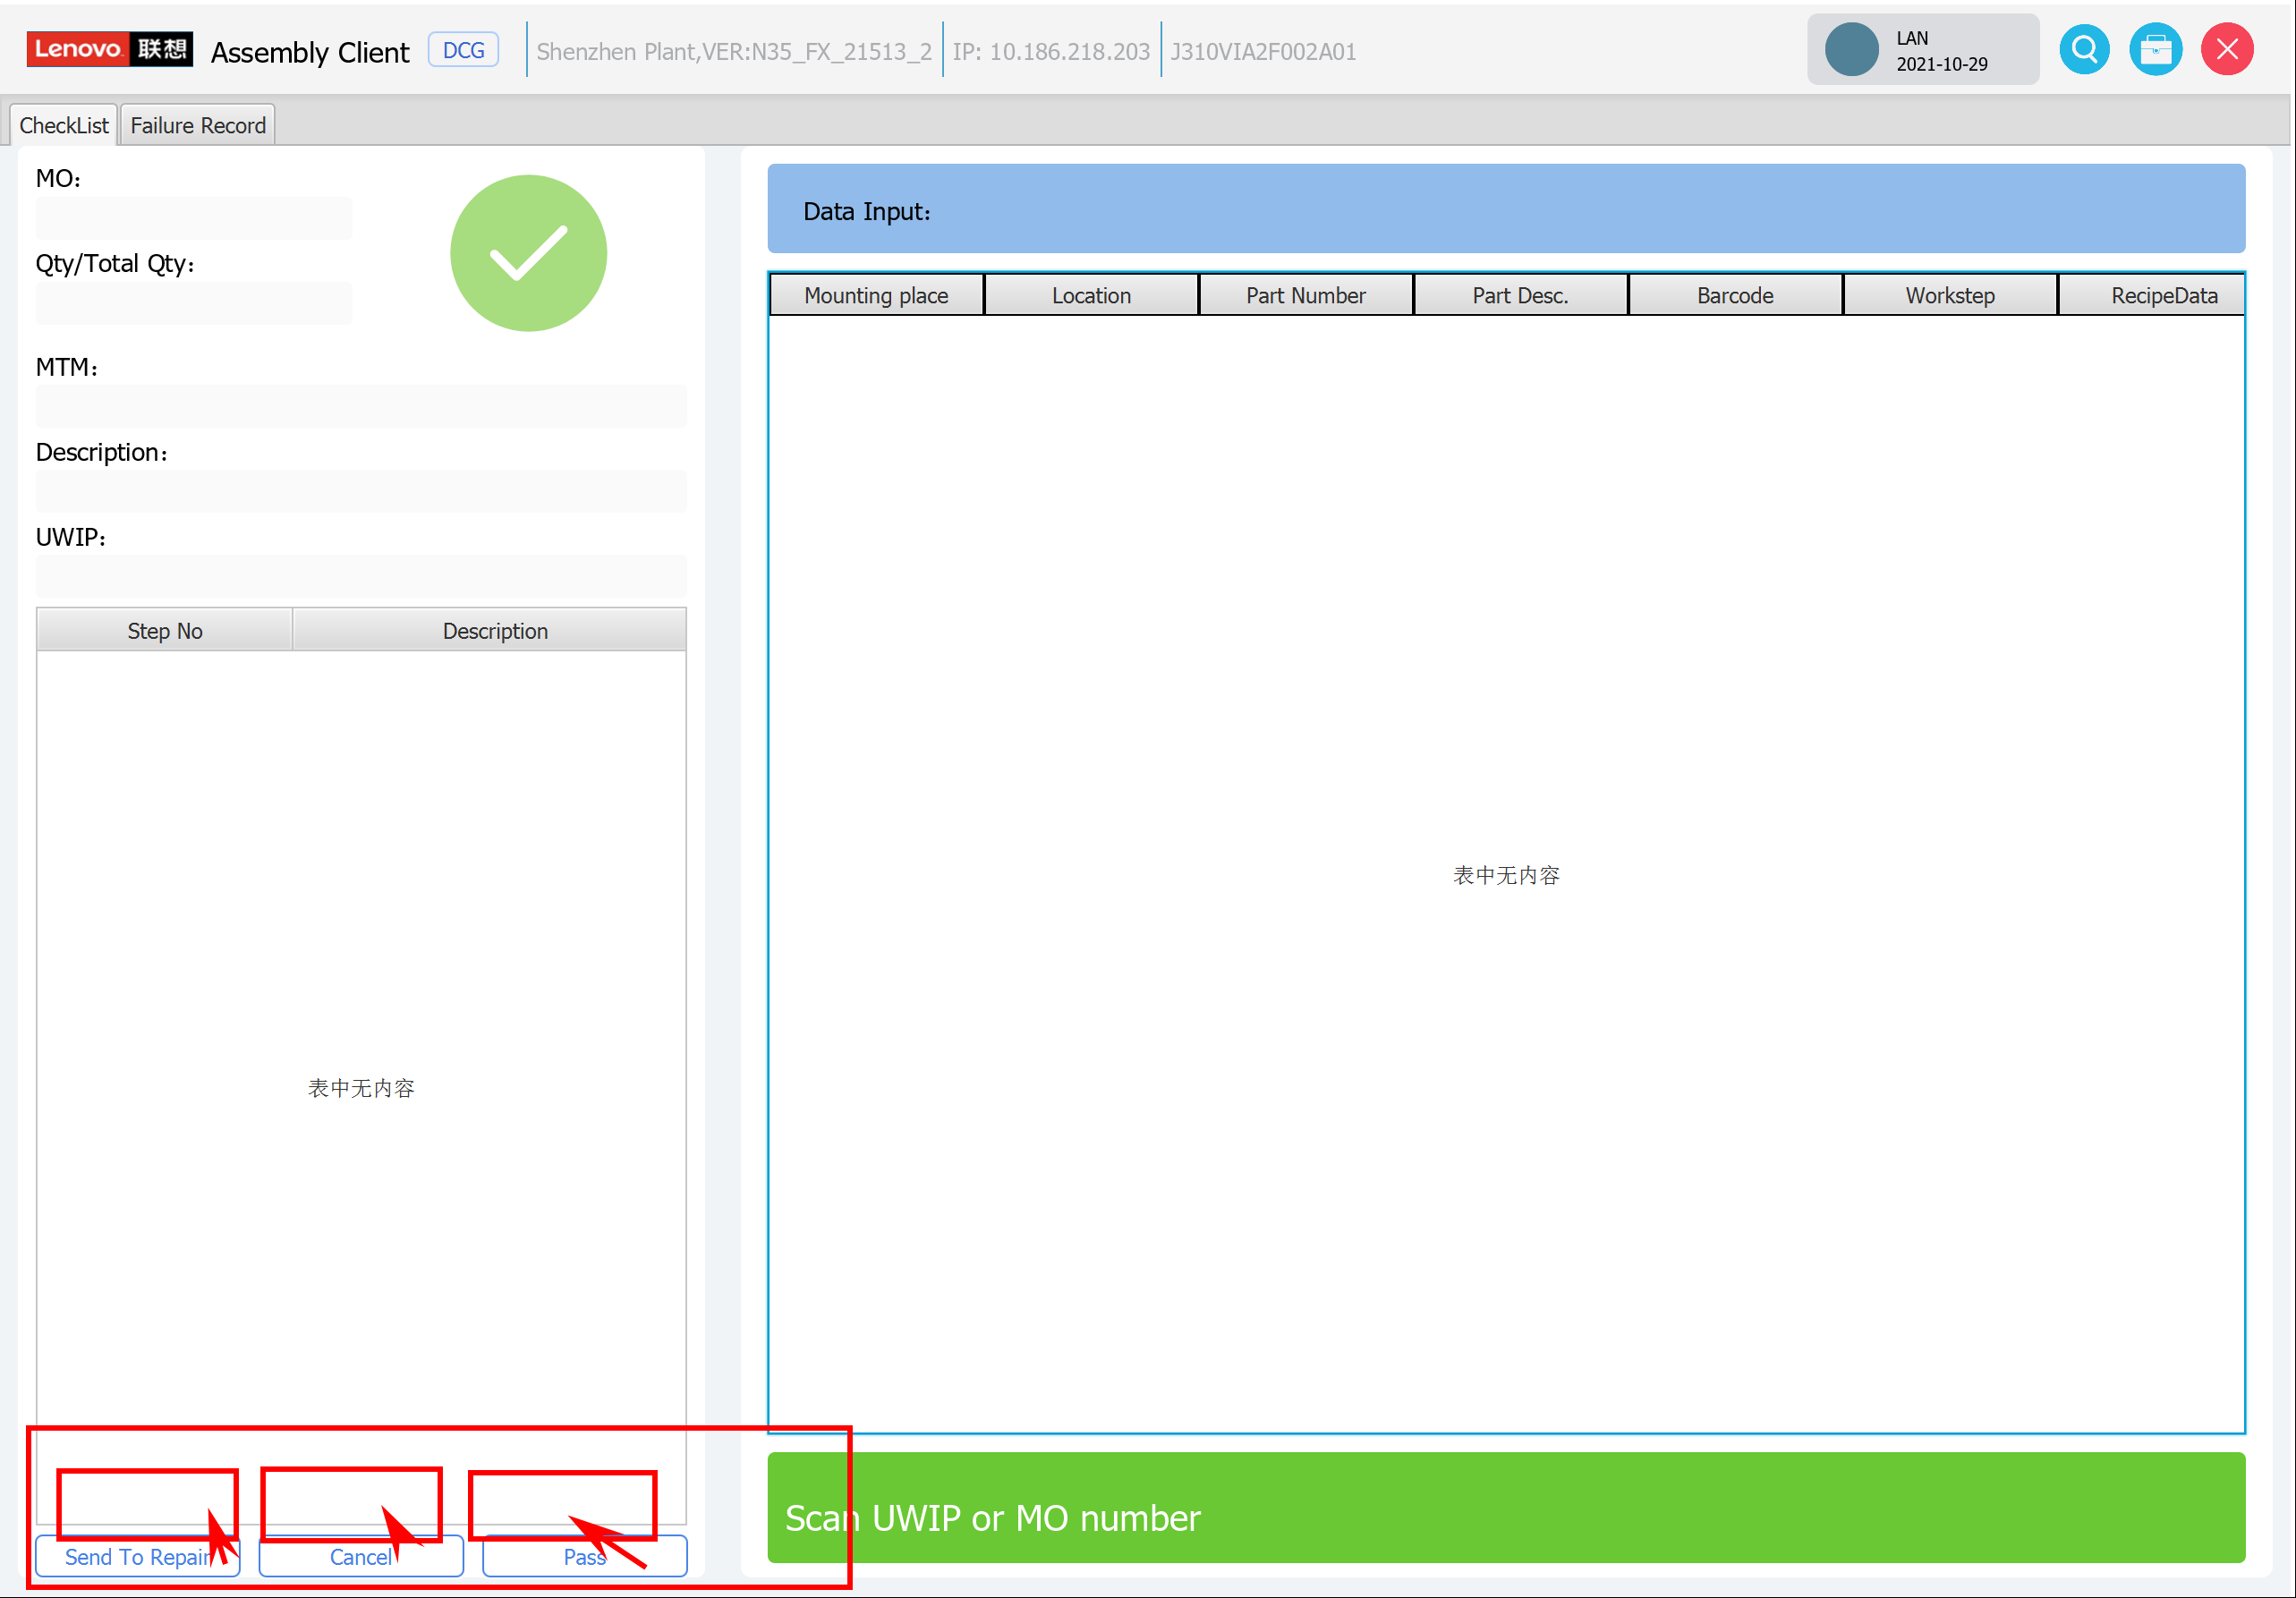 Lenovo 联想 Assembly Client DCG Shenzhen Plant,VER:N35_FX_21513_2 IP: 10.186.218.203 J310VIA2F002A01
LAN
2021-10-29
CheckList Failure Record
MO:
Qty/Total Qty:
MTM:
Description:
UWIP:
Step No Description
表中无内容
Send To Repair Cancel Pass
Data Input:
Mounting place Location Part Number Part Desc. Barcode Workstep RecipeData
表中无内容
Scan UWIP or MO number